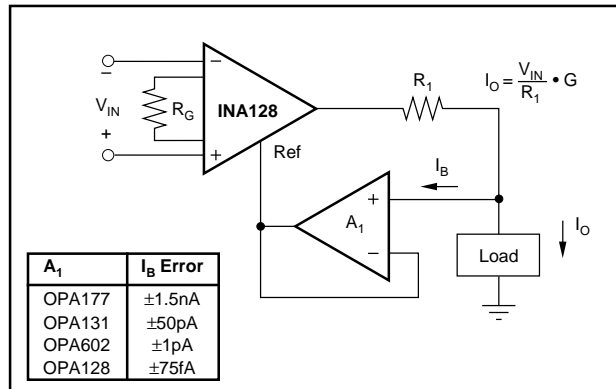 −
V_IN
+
R_G
−
INA128
+
Ref
R_1
I_O = V_IN / R_1 • G
I_B
A_1
+
−
Load
I_O
A_1 I_B Error
OPA177 ±1.5nA
OPA131 ±50pA
OPA602 ±1pA
OPA128 ±75fA